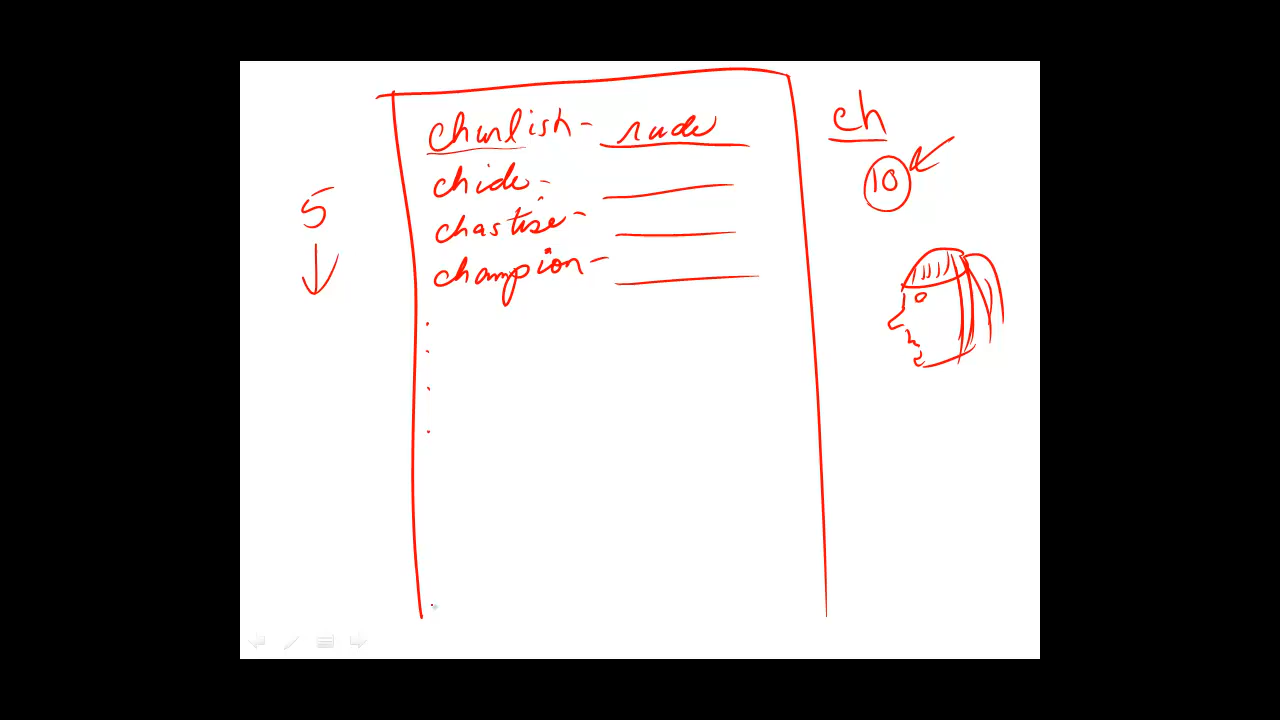 churlish - rude
chide -
chastise -
champion -
ch
10
5